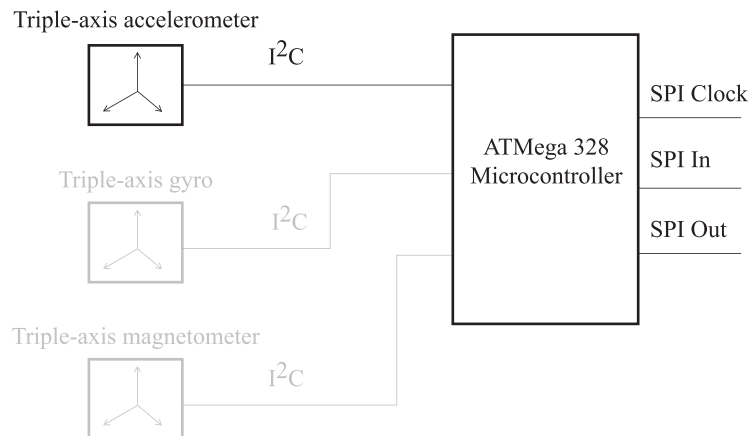 Triple-axis accelerometer
I²C
SPI Clock
ATMega 328
Microcontroller
SPI In
Triple-axis gyro
I²C
SPI Out
Triple-axis magnetometer
I²C